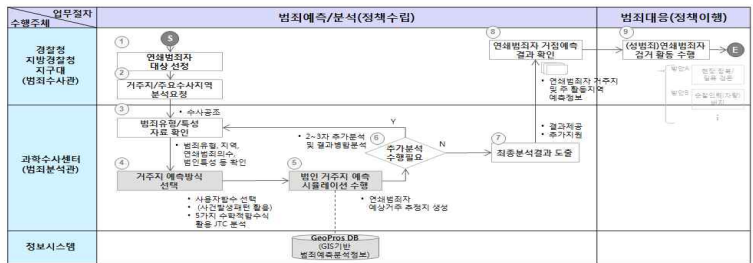 업무절차
수행주체
범죄예측/분석(정책수립)
범죄대응(정책이행)
경찰청
지방경찰청
지구대
(범죄수사관)
1
S
연쇄범죄자
대상 선정
2
거주지/주요수사지역
분석요청
8
연쇄범죄자 거점예측
결과 확인
연쇄범죄자 거주지
및 주 활동지역
예측정보
9
(성범죄)연쇄범죄자
검거 활동 수행
E
과학수사센터
(범죄분석관)
수사공조
3
범죄유형/특성
자료 확인
범죄유형, 지역,
연쇄범죄의수,
범인특성 등 확인
4
거주지 예측방식
선택
사용자함수 선택
(사건발생패턴 활용)
5가지 수학적함수식
활용 JTC 분석
5
범인 거주지 예측
시뮬레이션 수행
연쇄범죄자
예상거주 추정지 생성
Y
2~3차 추가분석
및 결과병합분석
6
추가분석
수행필요
N
7
최종분석결과 도출
결과제공
추가지원
정보시스템
GeoPros DB
(GIS기반
범죄예측분석정보)